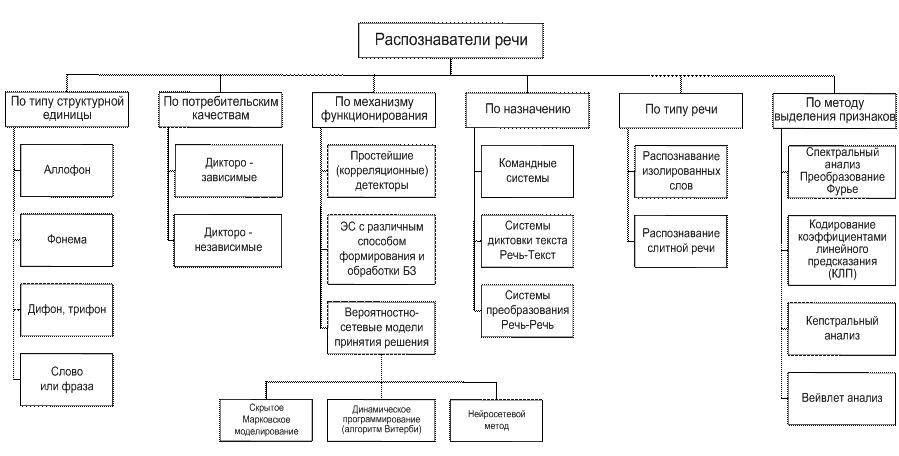 Распознаватели речи
По типу структурной
единицы
Аллофон
Фонема
Дифон, трифон
Слово
или фраза
По потребительским
качествам
Дикторо -
зависимые
Дикторо -
независимые
По механизму
функционирования
Простейшие
(корреляционные)
детекторы
ЭС с различным
способом
формирования и
обработки БЗ
Вероятностно-
сетевые модели
принятия решения
Скрытое
Марковское
моделирование
Динамическое
программирование
(алгоритм Витерби)
Нейросетевой
метод
По назначению
Командные
системы
Системы
диктовки текста
Речь-Текст
Системы
преобразования
Речь-Речь
По типу речи
Распознавание
изолированных
слов
Распознавание
слитной речи
По методу
выделения признаков
Спектральный
анализ
Преобразование
Фурье
Кодирование
коэффициентами
линейного
предсказания
(КЛП)
Кепстральный
анализ
Вейвлет анализ